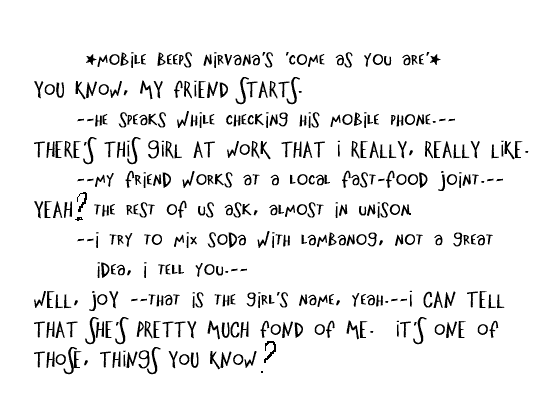 *MOBILE BEEPS NIRVANA'S 'COME AS YOU ARE'*
YOU KNOW, MY FRIEND STARTS.
--HE SPEAKS WHILE CHECKING HIS MOBILE PHONE.--
THERE'S THIS GIRL AT WORK THAT I REALLY, REALLY LIKE.
--MY FRIEND WORKS AT A LOCAL FAST-FOOD JOINT.--
YEAH? THE REST OF US ASK, ALMOST IN UNISON.
--I TRY TO MIX SODA WITH LAMBANOG, NOT A GREAT
IDEA, I TELL YOU.--
WELL, JOY --THAT IS THE GIRL'S NAME, YEAH.--I CAN TELL
THAT SHE'S PRETTY MUCH FOND OF ME. IT'S ONE OF
THOSE, THINGS YOU KNOW?